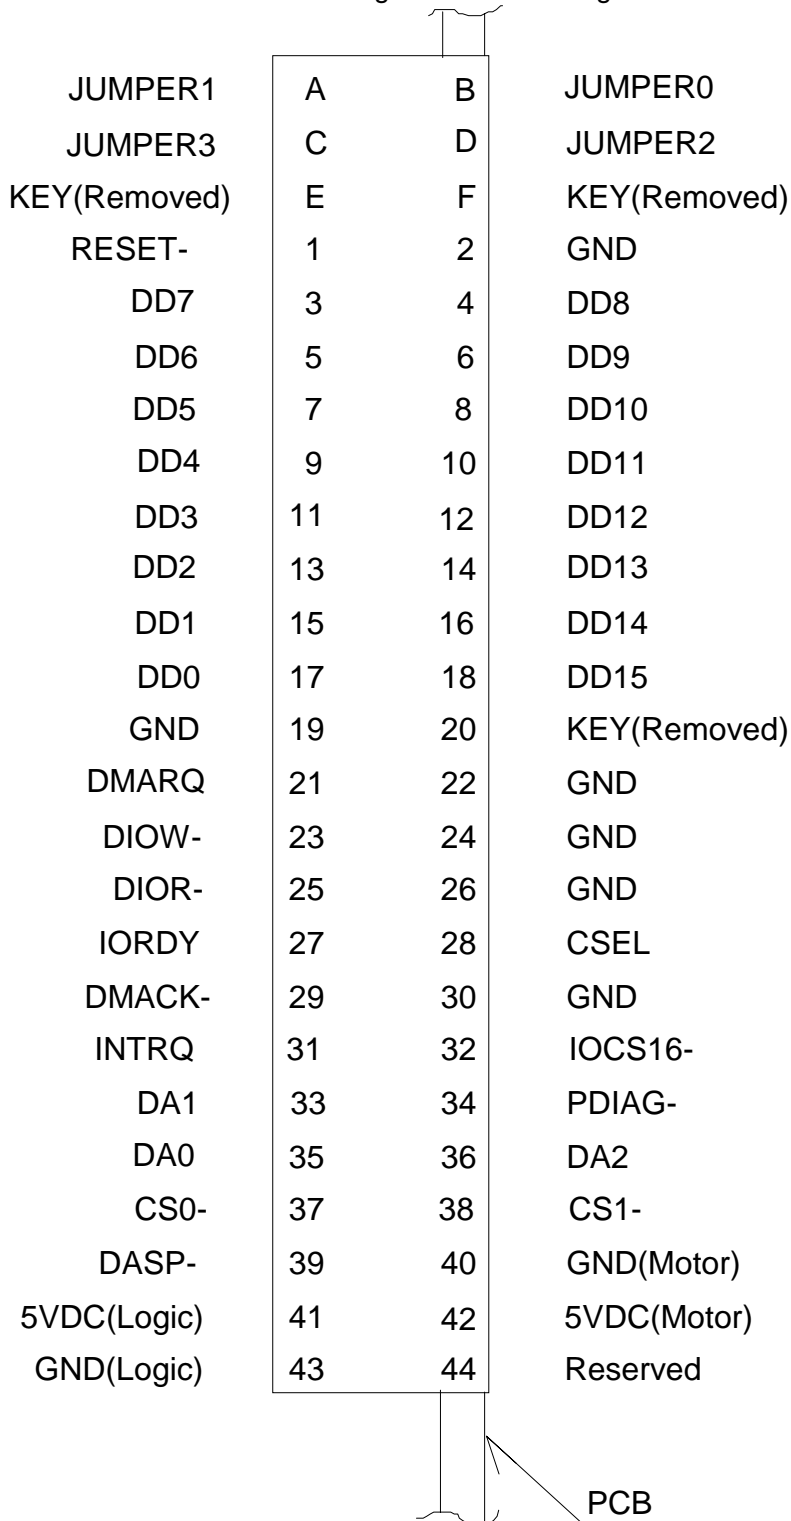 JUMPER1 A B JUMPER0
JUMPER3 C D JUMPER2
KEY(Removed) E F KEY(Removed)
RESET- 1 2 GND
DD7 3 4 DD8
DD6 5 6 DD9
DD5 7 8 DD10
DD4 9 10 DD11
DD3 11 12 DD12
DD2 13 14 DD13
DD1 15 16 DD14
DD0 17 18 DD15
GND 19 20 KEY(Removed)
DMARQ 21 22 GND
DIOW- 23 24 GND
DIOR- 25 26 GND
IORDY 27 28 CSEL
DMACK- 29 30 GND
INTRQ 31 32 IOCS16-
DA1 33 34 PDIAG-
DA0 35 36 DA2
CS0- 37 38 CS1-
DASP- 39 40 GND(Motor)
5VDC(Logic) 41 42 5VDC(Motor)
GND(Logic) 43 44 Reserved
PCB